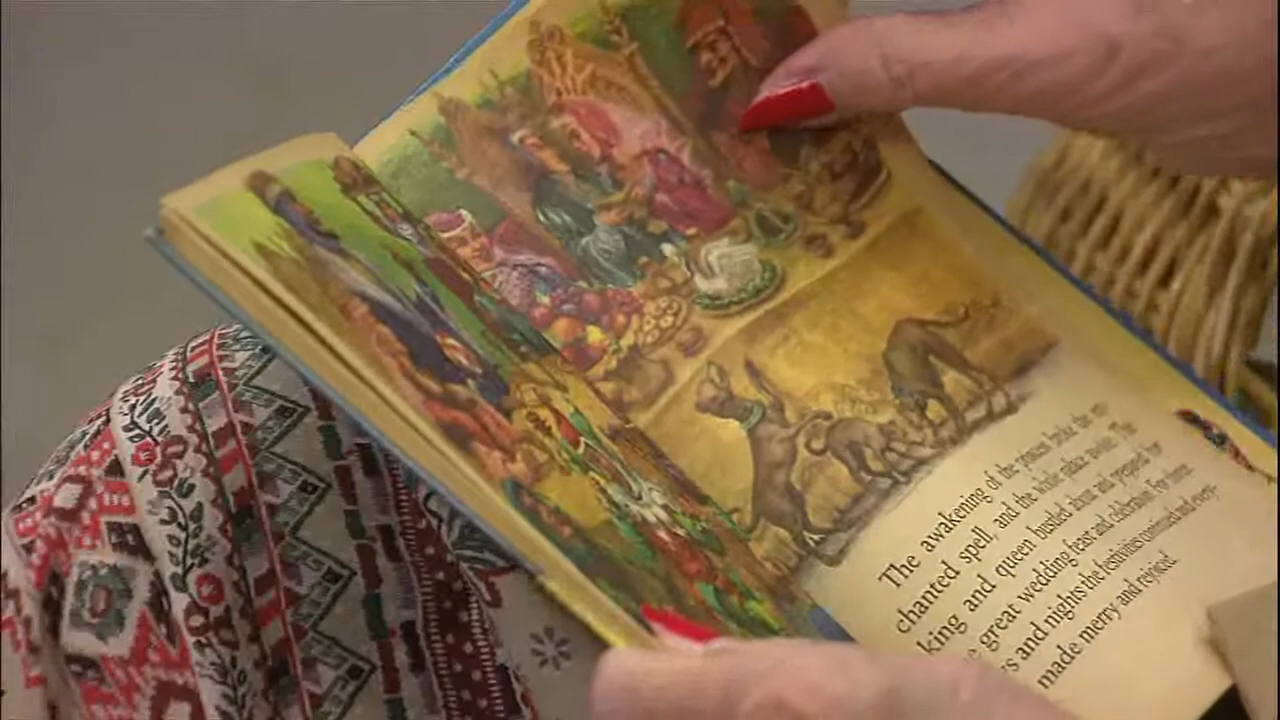 The awakening of the princess broke the en-
chanted spell, and the whole palace awoke. The
king and queen bustled about and prepared for
great wedding feast and celebration. For
and nights the festivities continued and every-
made merry and rejoiced.